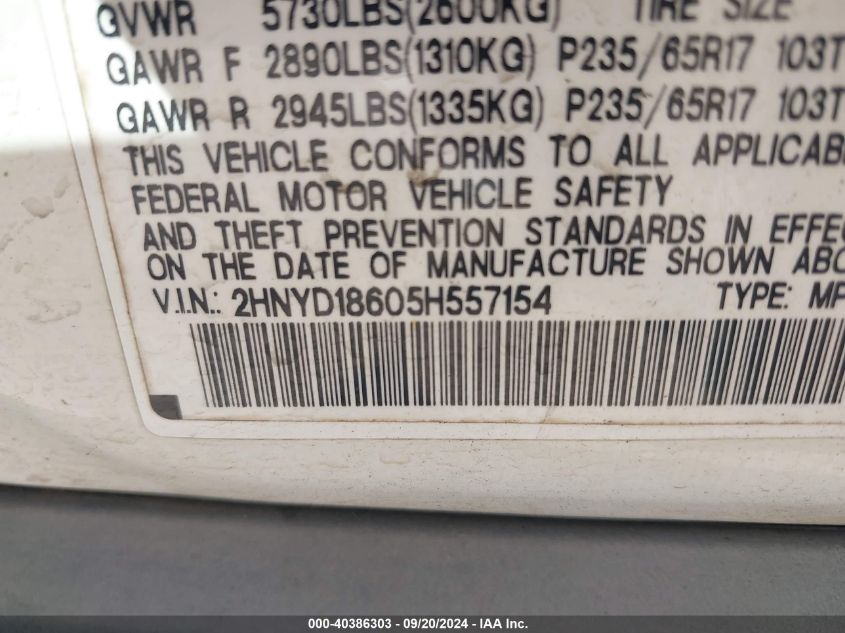 GVWR 5730LBS(2600KG) TIRE SIZE
GAWR F 2890LBS(1310KG) P235/65R17 103T
GAWR R 2945LBS(1335KG) P235/65R17 103T
THIS VEHICLE CONFORMS TO ALL APPLICAB
FEDERAL MOTOR VEHICLE SAFETY
AND THEFT PREVENTION STANDARDS IN EFFE
ON THE DATE OF MANUFACTURE SHOWN ABO
V.I.N.: 2HNYD18605H557154 TYPE: MP
000-40386303 - 09/20/2024 - IAA Inc.